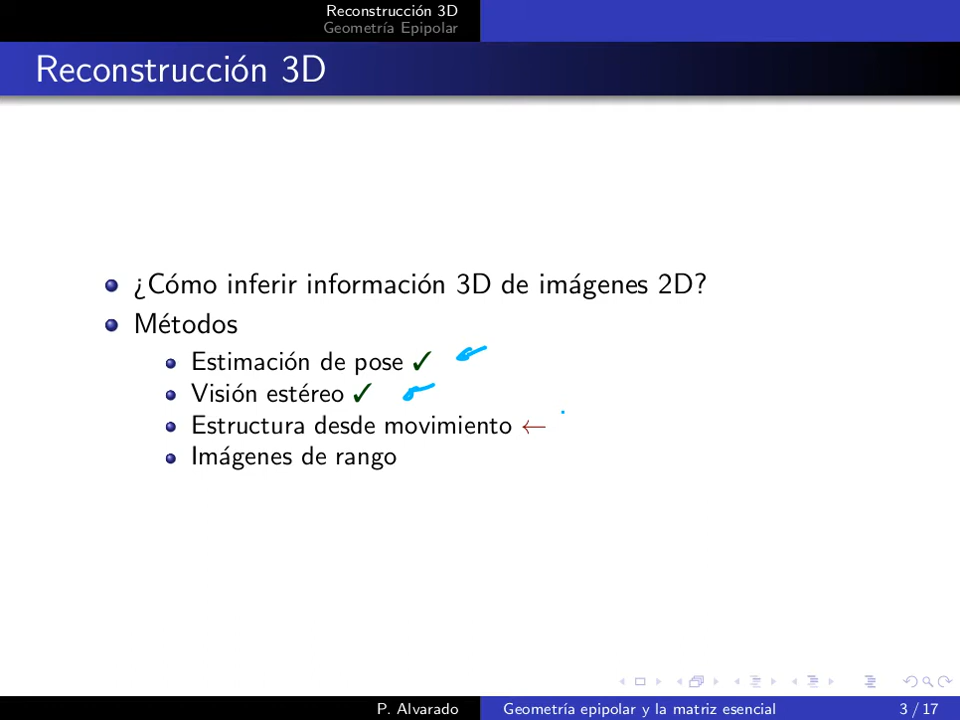 Reconstrucción 3D
Geometría Epipolar
Reconstrucción 3D
¿Cómo inferir información 3D de imágenes 2D?
Métodos
Estimación de pose ✓
Visión estéreo ✓
Estructura desde movimiento ←
Imágenes de rango
P. Alvarado Geometría epipolar y la matriz esencial 3 / 17